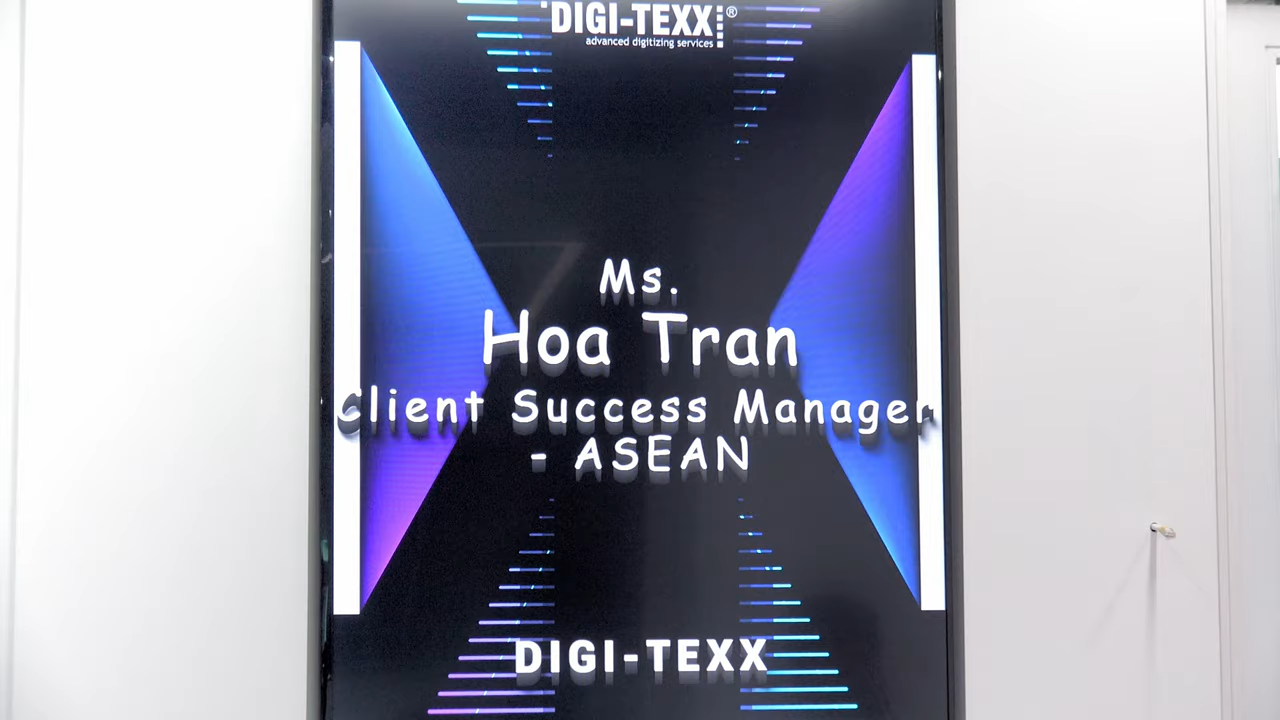 DIGI-TEXX®
advanced digitizing services
Ms.
Hoa Tran
Client Success Manager
- ASEAN
DIGI-TEXX